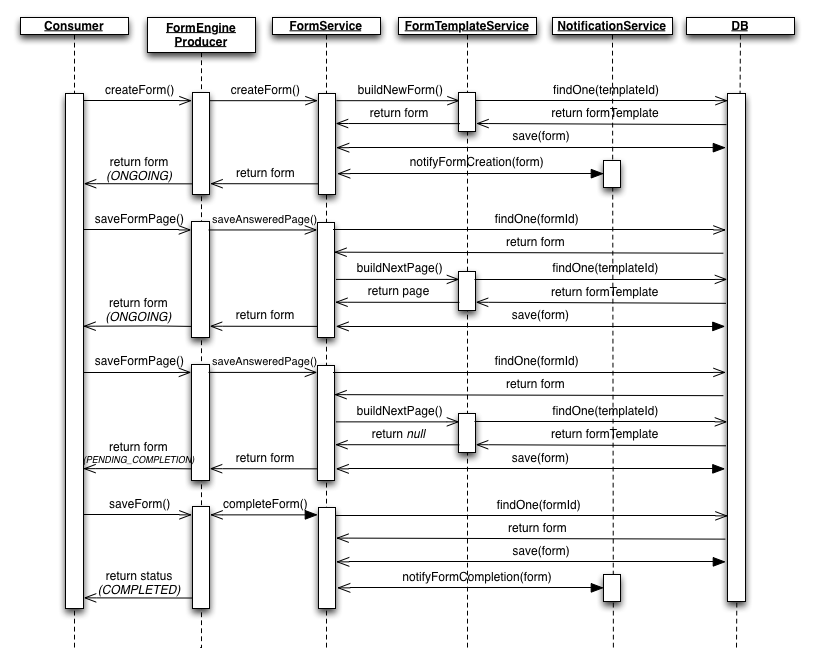 Consumer
FormEngine
Producer
FormService
FormTemplateService
NotificationService
DB
createForm()
createForm()
buildNewForm()
findOne(templateId)
return form
return formTemplate
save(form)
notifyFormCreation(form)
return form
(ONGOING)
return form
saveFormPage()
saveAnsweredPage()
findOne(formId)
return form
buildNextPage()
findOne(templateId)
return page
return formTemplate
return form
(ONGOING)
return form
save(form)
saveFormPage()
saveAnsweredPage()
findOne(formId)
return form
buildNextPage()
findOne(templateId)
return null
return formTemplate
return form
(PENDING_COMPLETION)
return form
save(form)
saveForm()
completeForm()
findOne(formId)
return form
save(form)
return status
(COMPLETED)
notifyFormCompletion(form)